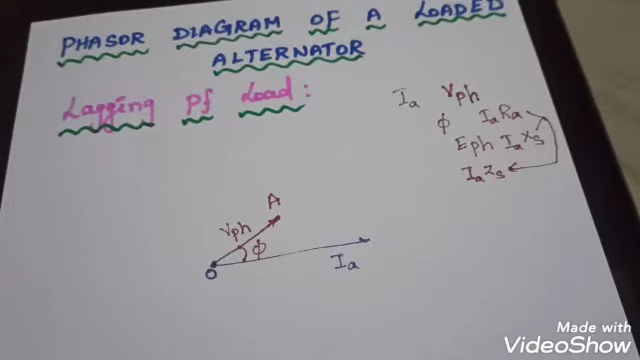 PHASOR DIAGRAM OF A LOADED
ALTERNATOR
Lagging Pf Load:
Ia Vph
ϕ IaRa
Eph IaXs
IaZs
A
Vph
ϕ
O
Ia
Made with
VideoShow